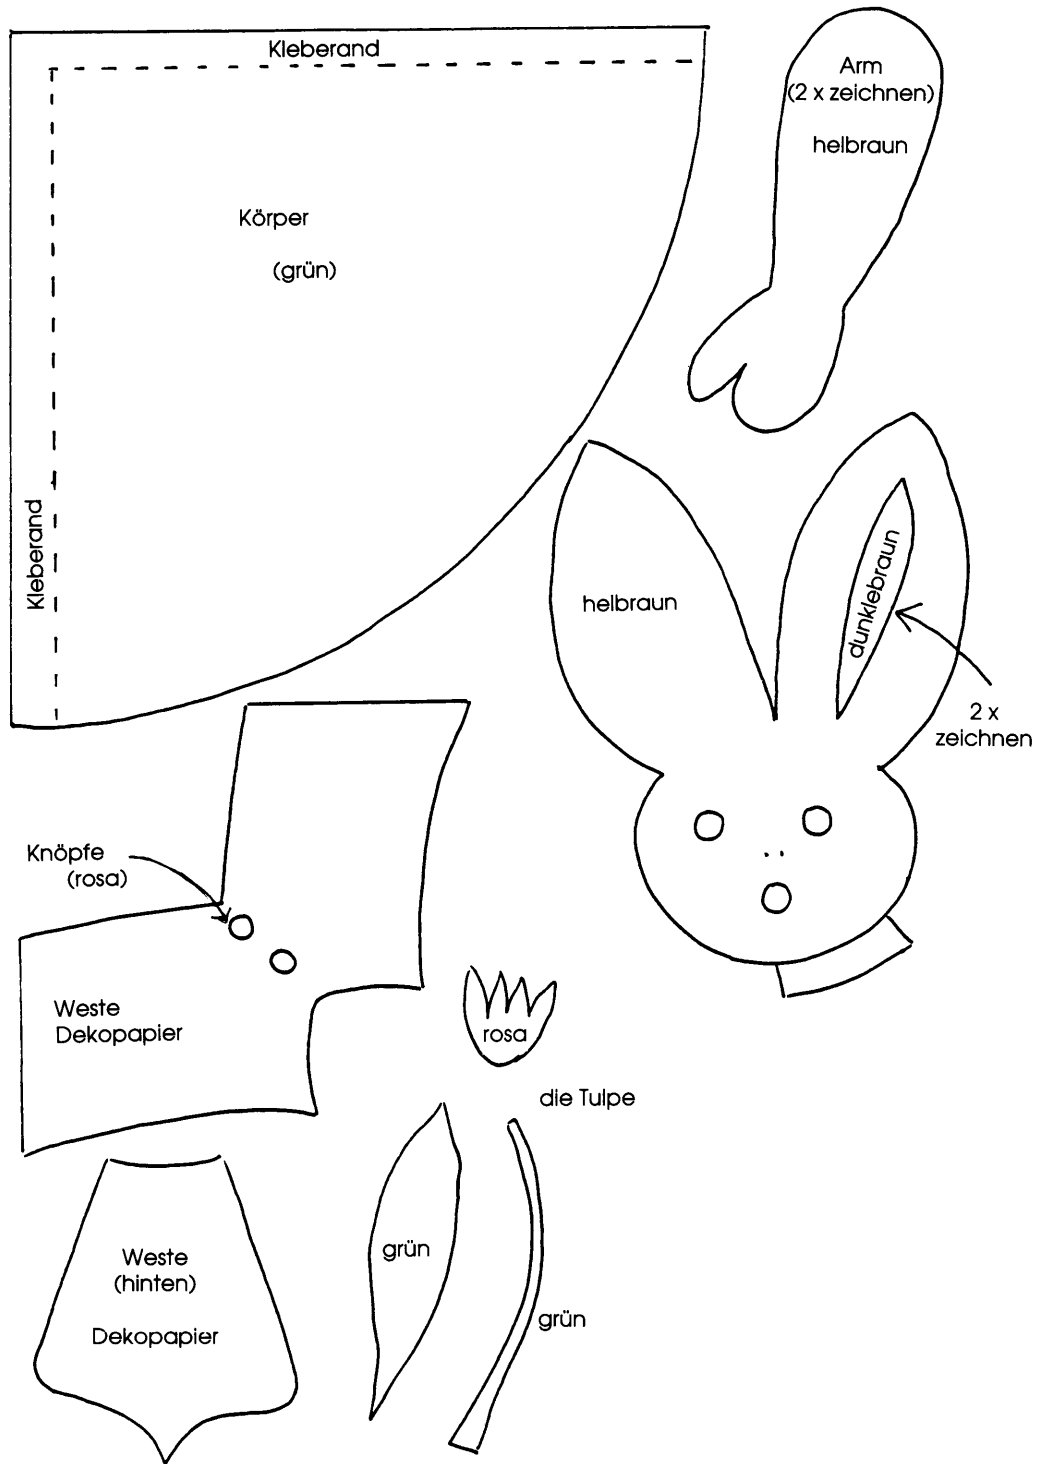 Kleberand
Arm
(2 x zeichnen)
helbraun
Körper
(grün)
Kleberand
helbraun
dunklebraun
2 x
zeichnen
Knöpfe
(rosa)
Weste
Dekopapier
rosa
die Tulpe
Weste
(hinten)
Dekopapier
grün
grün